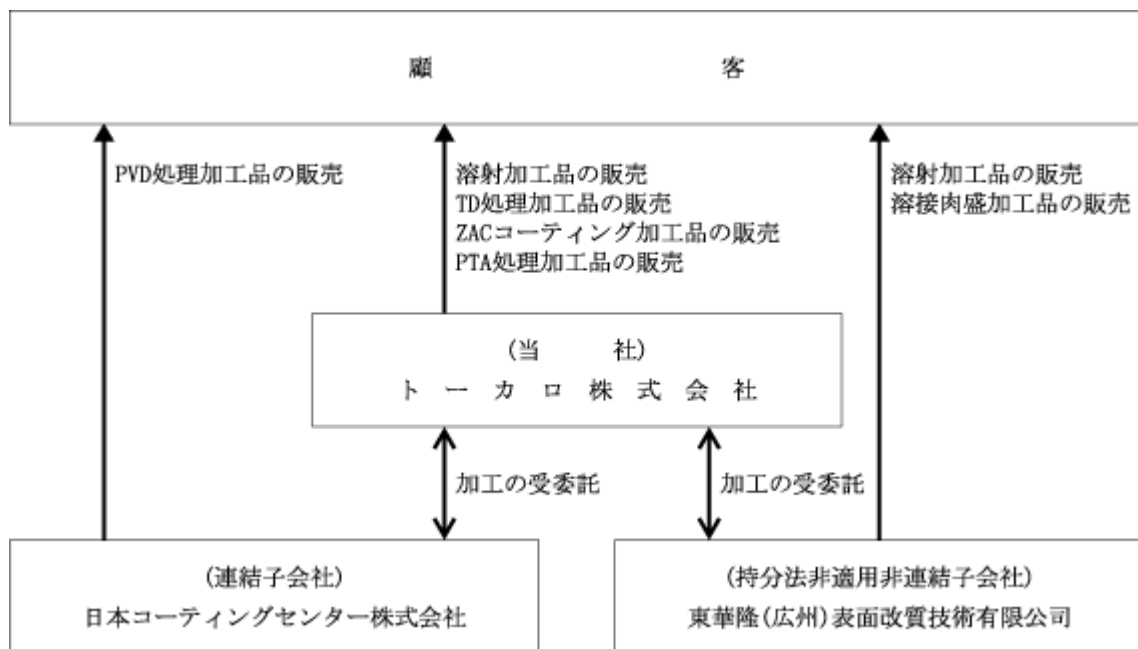 顧 客
PVD処理加工品の販売
溶射加工品の販売
TD処理加工品の販売
ZACコーティング加工品の販売
PTA処理加工品の販売
溶射加工品の販売
溶接肉盛加工品の販売
(当 社)
トーカロ株式会社
加工の受委託
加工の受委託
(連結子会社)
日本コーティングセンター株式会社
(持分法非適用非連結子会社)
東華隆(広州)表面改質技術有限公司